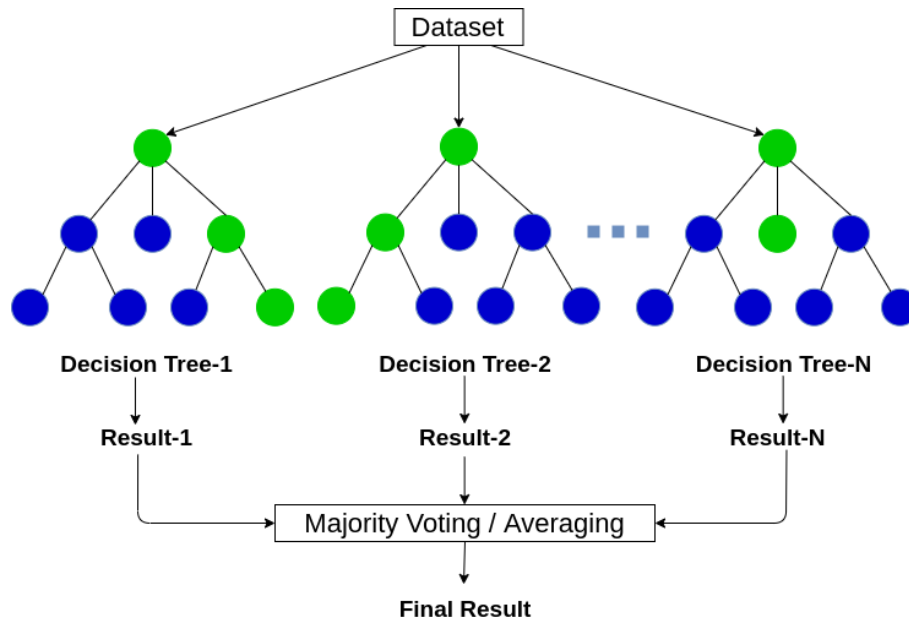 Dataset
Decision Tree-1
Decision Tree-2
Decision Tree-N
Result-1
Result-2
Result-N
Majority Voting / Averaging
Final Result